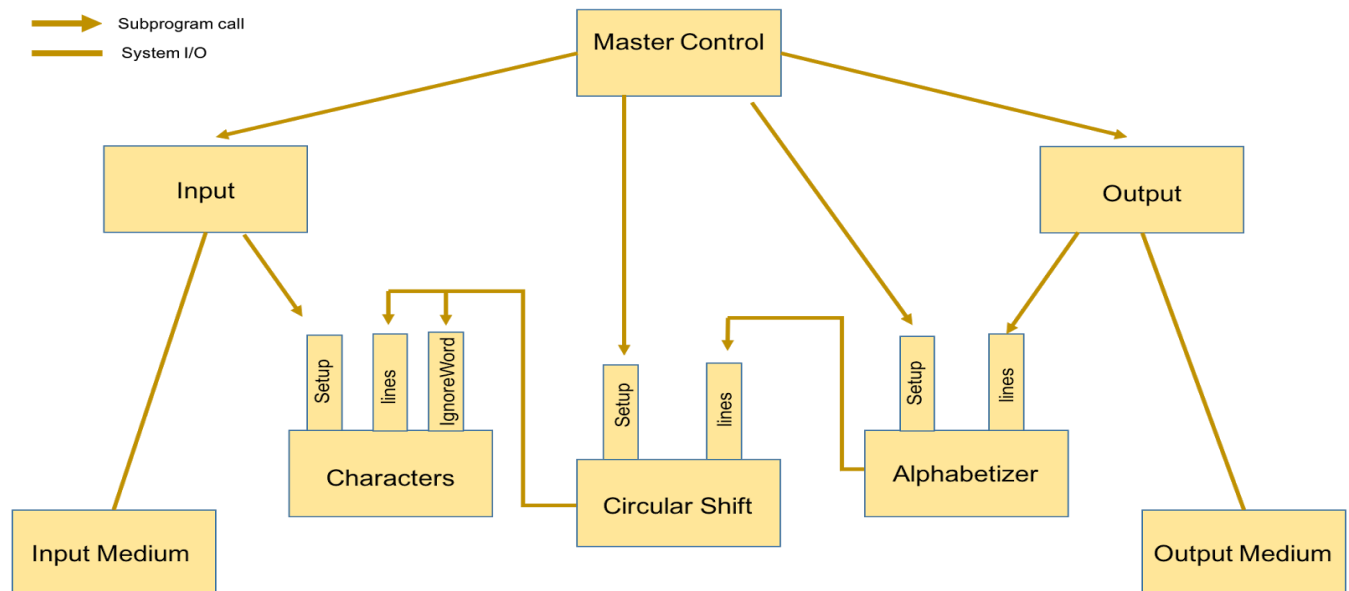 Subprogram call
System I/O
Master Control
Input
Output
Setup
lines
IgnoreWord
Setup
lines
Setup
lines
Characters
Circular Shift
Alphabetizer
Input Medium
Output Medium